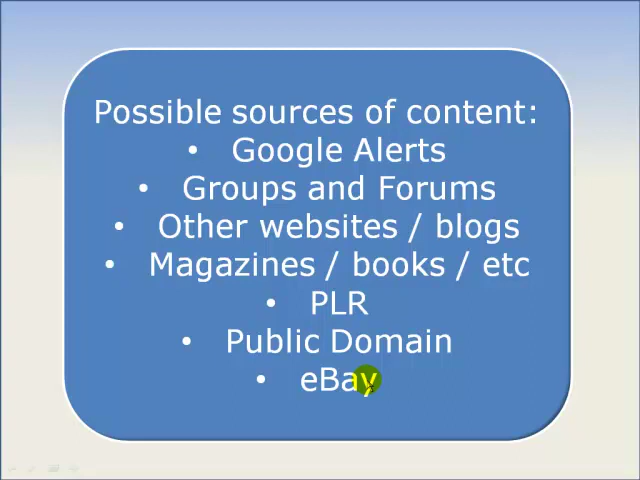 Possible sources of content:
• Google Alerts
• Groups and Forums
• Other websites / blogs
• Magazines / books / etc
• PLR
• Public Domain
• eBay